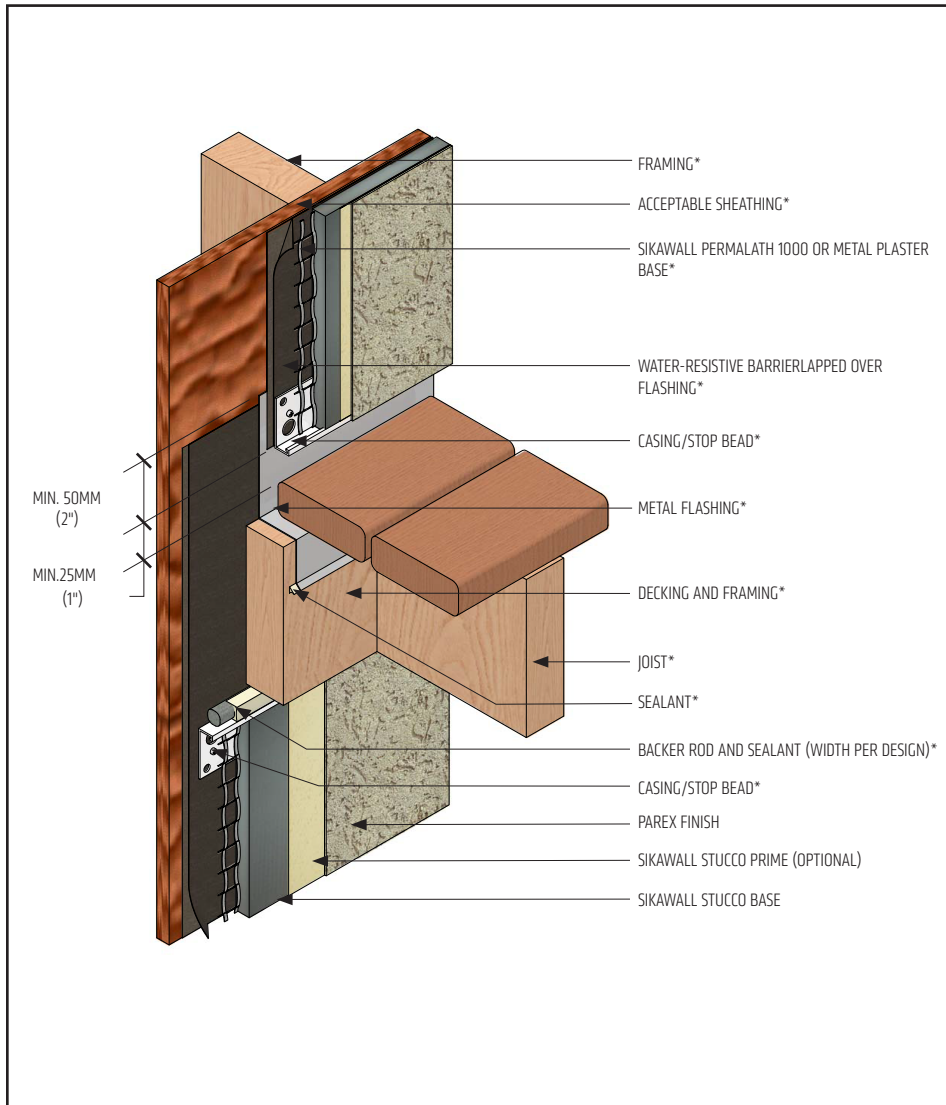 FRAMING*
ACCEPTABLE SHEATHING*
SIKAWALL PERMALATH 1000 OR METAL PLASTER
BASE*
WATER-RESISTIVE BARRIERLAPPED OVER
FLASHING*
CASING/STOP BEAD*
MIN. 50MM
(2")
METAL FLASHING*
MIN.25MM
(1")
DECKING AND FRAMING*
JOIST*
SEALANT*
BACKER ROD AND SEALANT (WIDTH PER DESIGN)*
CASING/STOP BEAD*
PAREX FINISH
SIKAWALL STUCCO PRIME (OPTIONAL)
SIKAWALL STUCCO BASE